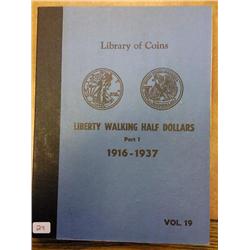 Library of Coins
LIBERTY WALKING HALF DOLLARS
Part 1
1916-1937
VOL. 19